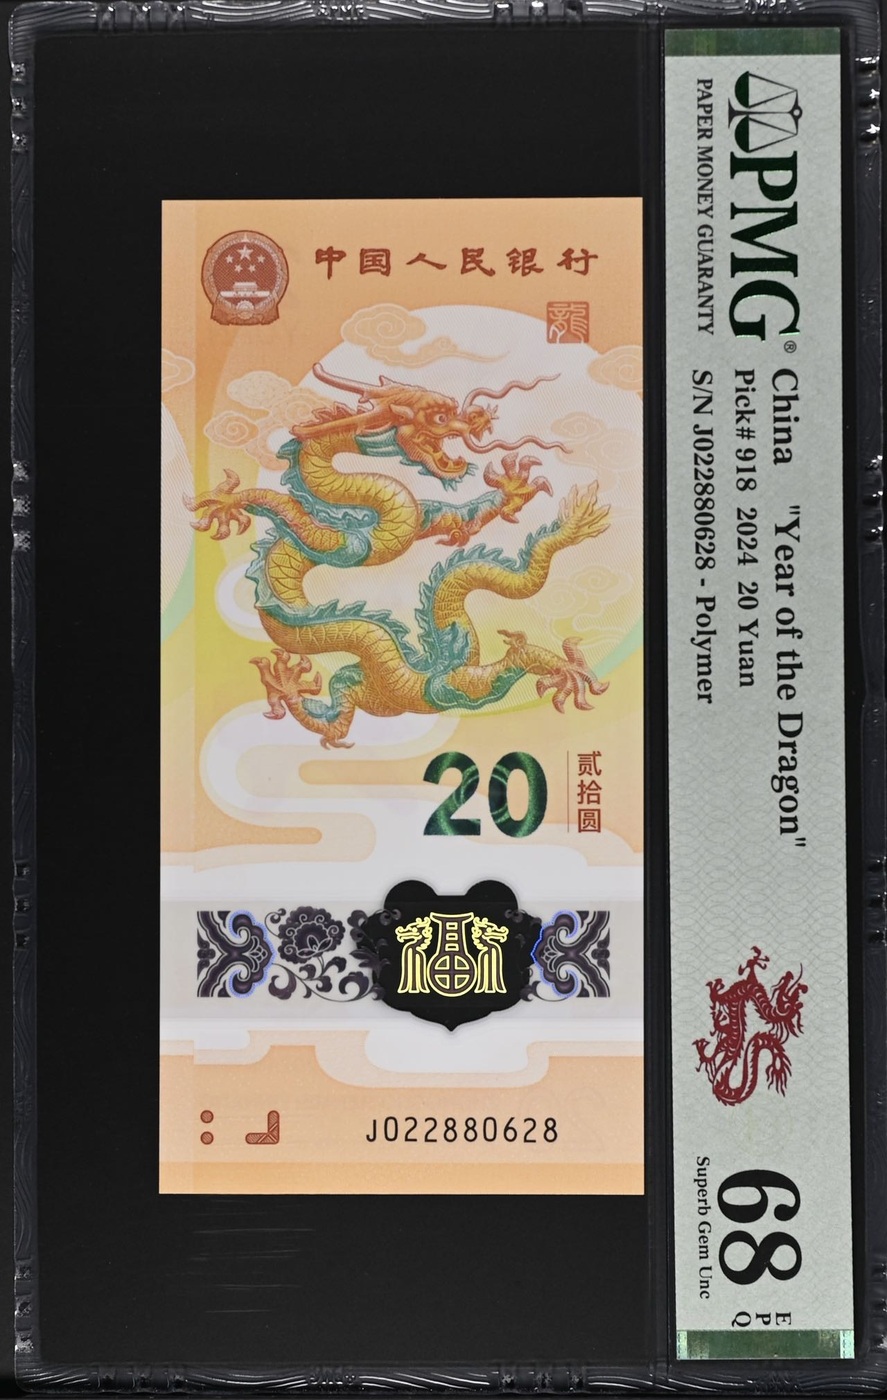 中国人民银行
龍
20
贰拾圆
J022880628
PMG®
PAPER MONEY GUARANTY
China "Year of the Dragon"
Pick# 918 2024 20 Yuan
S/N J022880628 - Polymer
68 EPQ
Superb Gem Unc